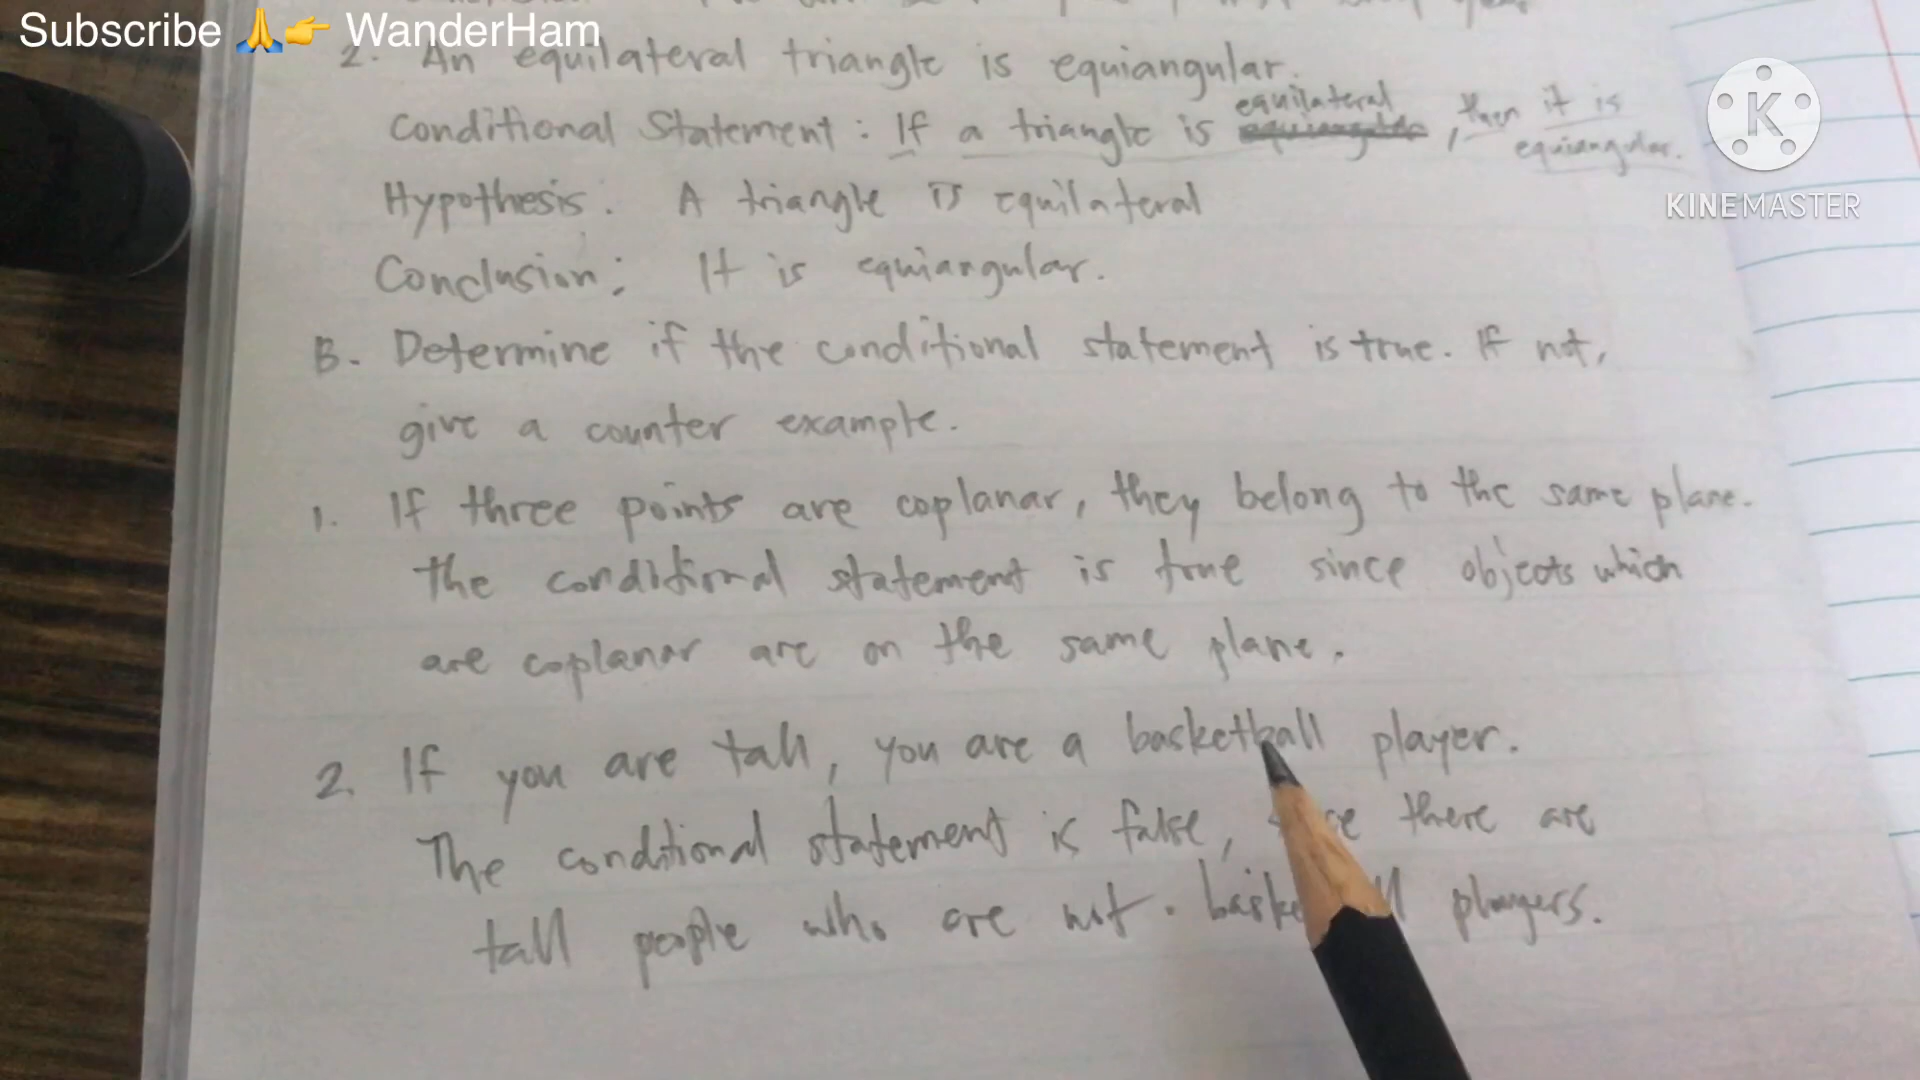 Subscribe 🙏👉 WanderHam
2. An equilateral triangle is equiangular.
Conditional Statement : If a triangle is equilateral, then it is equiangular.
Hypothesis: A triangle is equilateral
Conclusion: It is equiangular.
B. Determine if the conditional statement is true. If not,
give a counter example.
1. If three points are coplanar, they belong to the same plane.
The conditional statement is true since objects which
are coplanar are on the same plane.
2. If you are tall, you are a basketball player.
The conditional statement is false, there are
tall people who are not players.
K
KINEMASTER